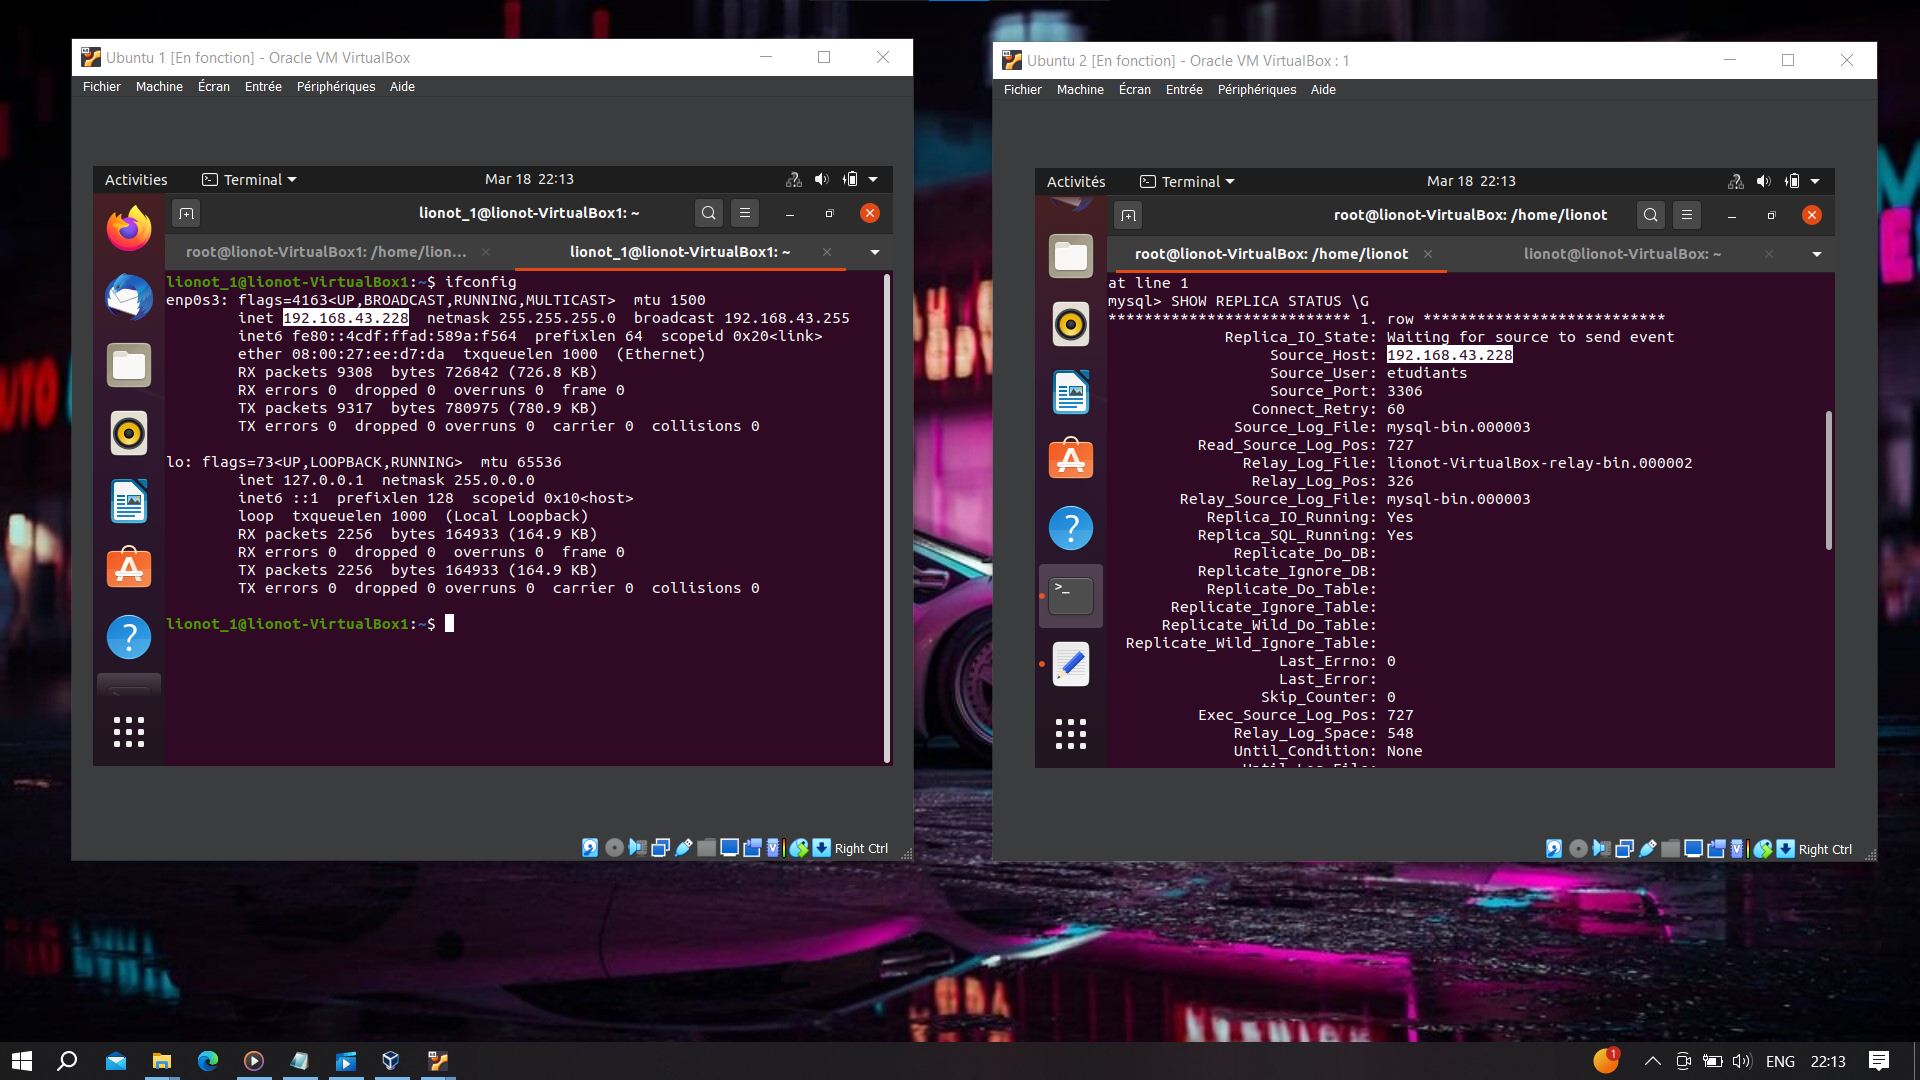 Ubuntu 1 [En fonction] - Oracle VM VirtualBox
Fichier Machine Écran Entrée Périphériques Aide
Activities Terminal Mar 18 22:13
lionot_1@lionot-VirtualBox1: ~
root@lionot-VirtualBox1: /home/lion... × lionot_1@lionot-VirtualBox1: ~ ×
lionot_1@lionot-VirtualBox1:~$ ifconfig
enp0s3: flags=4163<UP,BROADCAST,RUNNING,MULTICAST> mtu 1500
inet 192.168.43.228 netmask 255.255.255.0 broadcast 192.168.43.255
inet6 fe80::4cdf:ffad:589a:f564 prefixlen 64 scopeid 0x20<link>
ether 08:00:27:ee:d7:da txqueuelen 1000 (Ethernet)
RX packets 9308 bytes 726842 (726.8 KB)
RX errors 0 dropped 0 overruns 0 frame 0
TX packets 9317 bytes 780975 (780.9 KB)
TX errors 0 dropped 0 overruns 0 carrier 0 collisions 0
lo: flags=73<UP,LOOPBACK,RUNNING> mtu 65536
inet 127.0.0.1 netmask 255.0.0.0
inet6 ::1 prefixlen 128 scopeid 0x10<host>
loop txqueuelen 1000 (Local Loopback)
RX packets 2256 bytes 164933 (164.9 KB)
RX errors 0 dropped 0 overruns 0 frame 0
TX packets 2256 bytes 164933 (164.9 KB)
TX errors 0 dropped 0 overruns 0 carrier 0 collisions 0
lionot_1@lionot-VirtualBox1:~$
Right Ctrl
Ubuntu 2 [En fonction] - Oracle VM VirtualBox : 1
Fichier Machine Écran Entrée Périphériques Aide
Activités Terminal Mar 18 22:13
root@lionot-VirtualBox: /home/lionot
root@lionot-VirtualBox: /home/lionot × lionot@lionot-VirtualBox: ~ ×
at line 1
mysql> SHOW REPLICA STATUS \G
*************************** 1. row ***************************
Replica_IO_State: Waiting for source to send event
Source_Host: 192.168.43.228
Source_User: etudiants
Source_Port: 3306
Connect_Retry: 60
Source_Log_File: mysql-bin.000003
Read_Source_Log_Pos: 727
Relay_Log_File: lionot-VirtualBox-relay-bin.000002
Relay_Log_Pos: 326
Relay_Source_Log_File: mysql-bin.000003
Replica_IO_Running: Yes
Replica_SQL_Running: Yes
Replicate_Do_DB:
Replicate_Ignore_DB:
Replicate_Do_Table:
Replicate_Ignore_Table:
Replicate_Wild_Do_Table:
Replicate_Wild_Ignore_Table:
Last_Errno: 0
Last_Error:
Skip_Counter: 0
Exec_Source_Log_Pos: 727
Relay_Log_Space: 548
Until_Condition: None
Right Ctrl
1 ENG 22:13